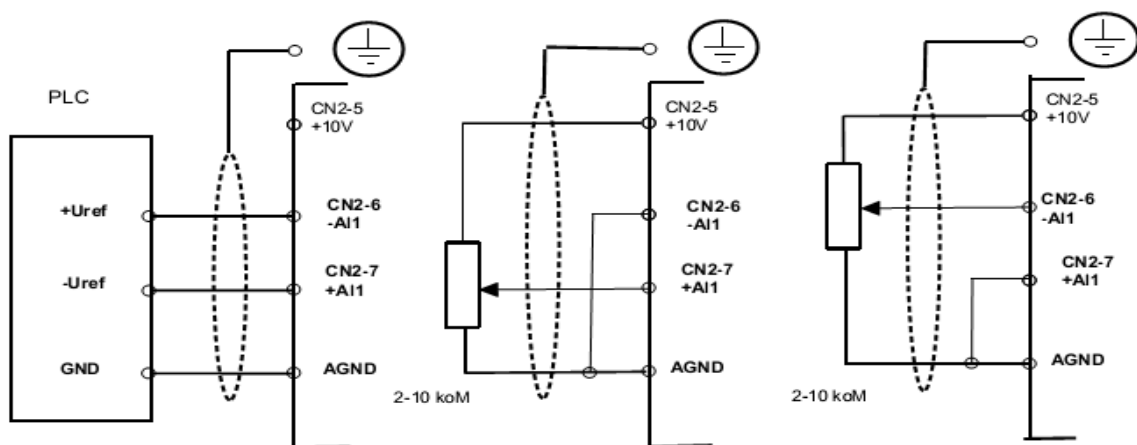 PLC
+Uref
-Uref
GND
CN2-5
+10V
CN2-6
-AI1
CN2-7
+AI1
AGND
CN2-5
+10V
CN2-6
-AI1
CN2-7
+AI1
AGND
2-10 koM
CN2-5
+10V
CN2-6
-AI1
CN2-7
+AI1
AGND
2-10 koM